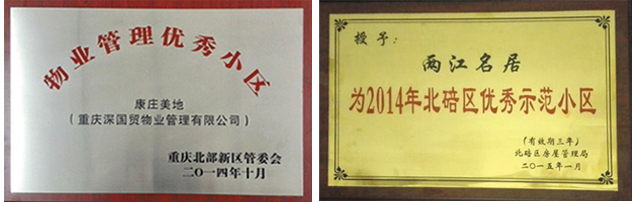 物业管理优秀小区
康庄美地
（重庆深国贸物业管理有限公司）
重庆北部新区管委会
二〇一四年十月
授予：
两江名居
为2014年北碚区优秀示范小区
（有效期三年）
北碚区房屋管理局
二〇一五年一月